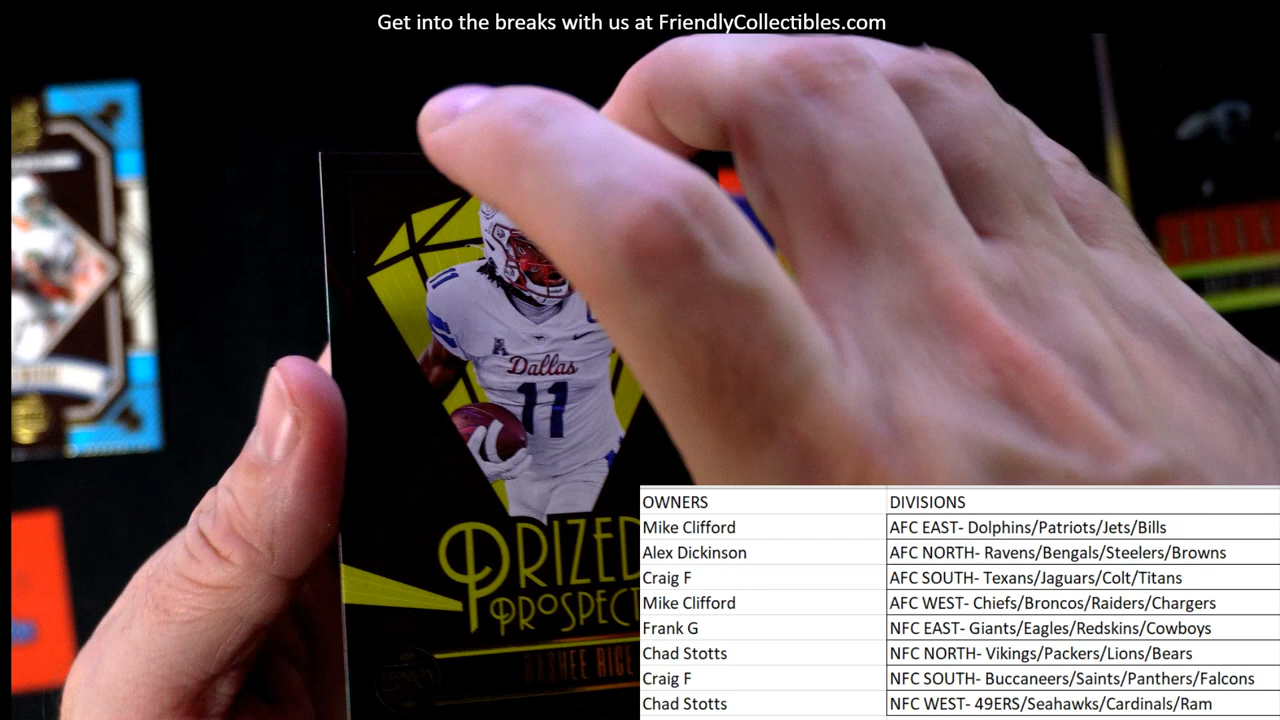 Get into the breaks with us at FriendlyCollectibles.com
11
Dallas
11
PRIZED
PROSPECT
RASHEE RICE
OWNERS DIVISIONS
Mike Clifford AFC EAST- Dolphins/Patriots/Jets/Bills
Alex Dickinson AFC NORTH- Ravens/Bengals/Steelers/Browns
Craig F AFC SOUTH- Texans/Jaguars/Colt/Titans
Mike Clifford AFC WEST- Chiefs/Broncos/Raiders/Chargers
Frank G NFC EAST- Giants/Eagles/Redskins/Cowboys
Chad Stotts NFC NORTH- Vikings/Packers/Lions/Bears
Craig F NFC SOUTH- Buccaneers/Saints/Panthers/Falcons
Chad Stotts NFC WEST- 49ERS/Seahawks/Cardinals/Ram